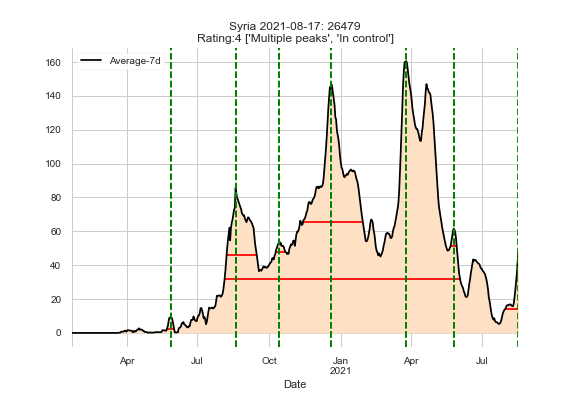 Syria 2021-08-17: 26479
Rating:4 ['Multiple peaks', 'In control']
Average-7d
160
140
120
100
80
60
40
20
0
Apr
Jul
Oct
Jan
2021
Apr
Jul
Date